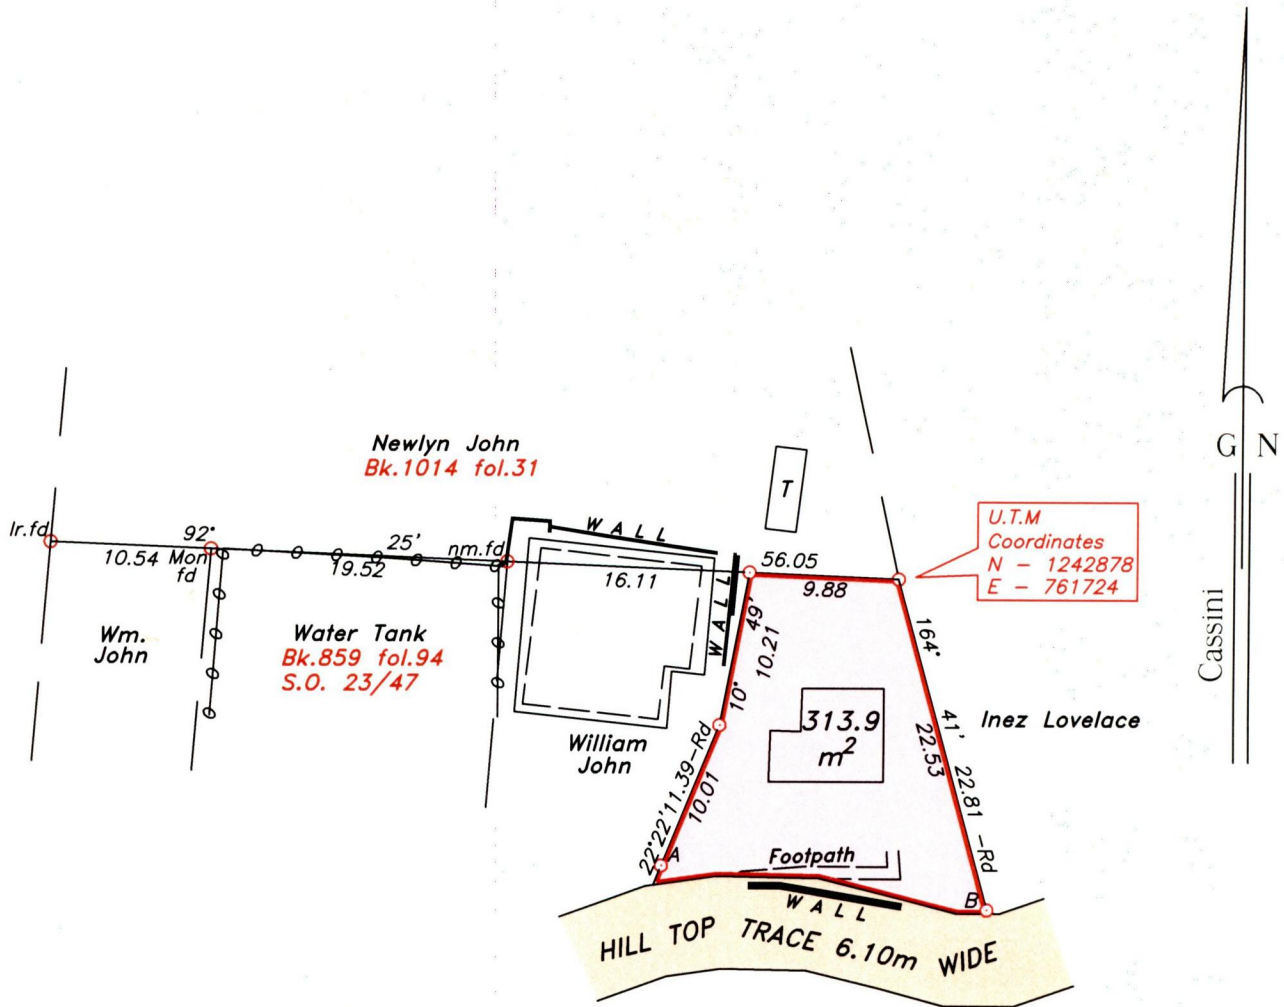 G N
Cassini
Newlyn John
Bk.1014 fol.31
Ir.fd
92°
25'
nm.fd
10.54
Mon
fd
19.52
WALL
16.11
WALL
T
56.05
9.88
U.T.M
Coordinates
N - 1242878
E - 761724
Wm.
John
Water Tank
Bk.859 fol.94
S.O. 23/47
William
John
10° 49'
10.21
22°22'11.39-Rd
10.01
313.9
m²
164° 41' 22.81 -Rd
22.53
Inez Lovelace
A
Footpath
B
WALL
HILL TOP TRACE 6.10m WIDE